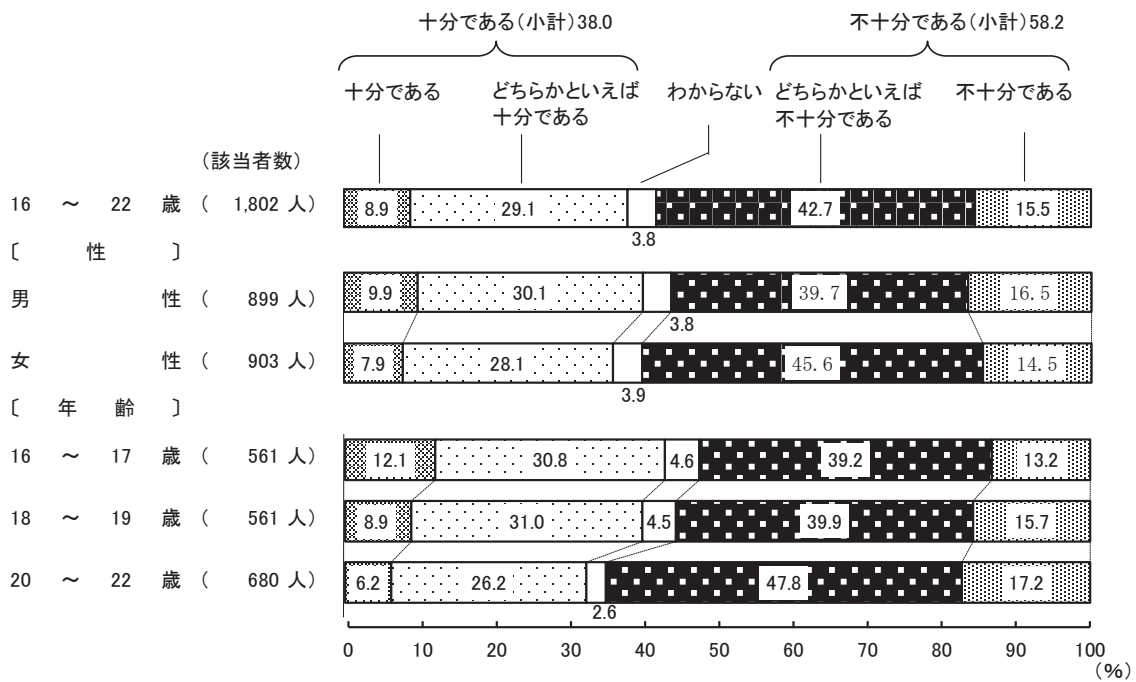 十分である(小計)38.0 不十分である(小計)58.2
十分である どちらかといえば十分である わからない どちらかといえば不十分である 不十分である
(該当者数)
16 ～ 22 歳 ( 1,802 人) 8.9 29.1 3.8 42.7 15.5
〔 性 〕
男 性 ( 899 人) 9.9 30.1 3.8 39.7 16.5
女 性 ( 903 人) 7.9 28.1 3.9 45.6 14.5
〔 年 齢 〕
16 ～ 17 歳 ( 561 人) 12.1 30.8 4.6 39.2 13.2
18 ～ 19 歳 ( 561 人) 8.9 31.0 4.5 39.9 15.7
20 ～ 22 歳 ( 680 人) 6.2 26.2 2.6 47.8 17.2
0 10 20 30 40 50 60 70 80 90 100
(%)